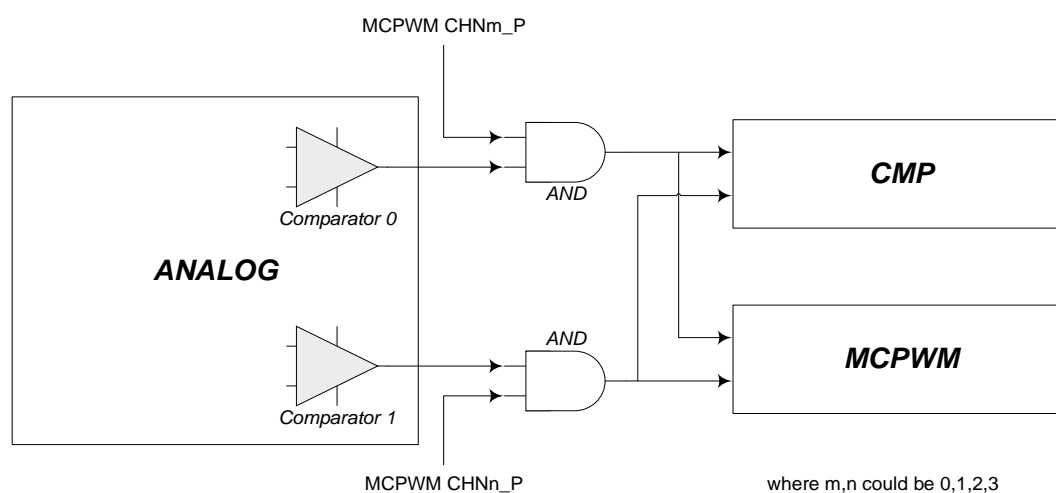 MCPWM CHNm_P
AND
CMP
Comparator 0
ANALOG
AND
MCPWM
Comparator 1
MCPWM CHNn_P
where m,n could be 0,1,2,3